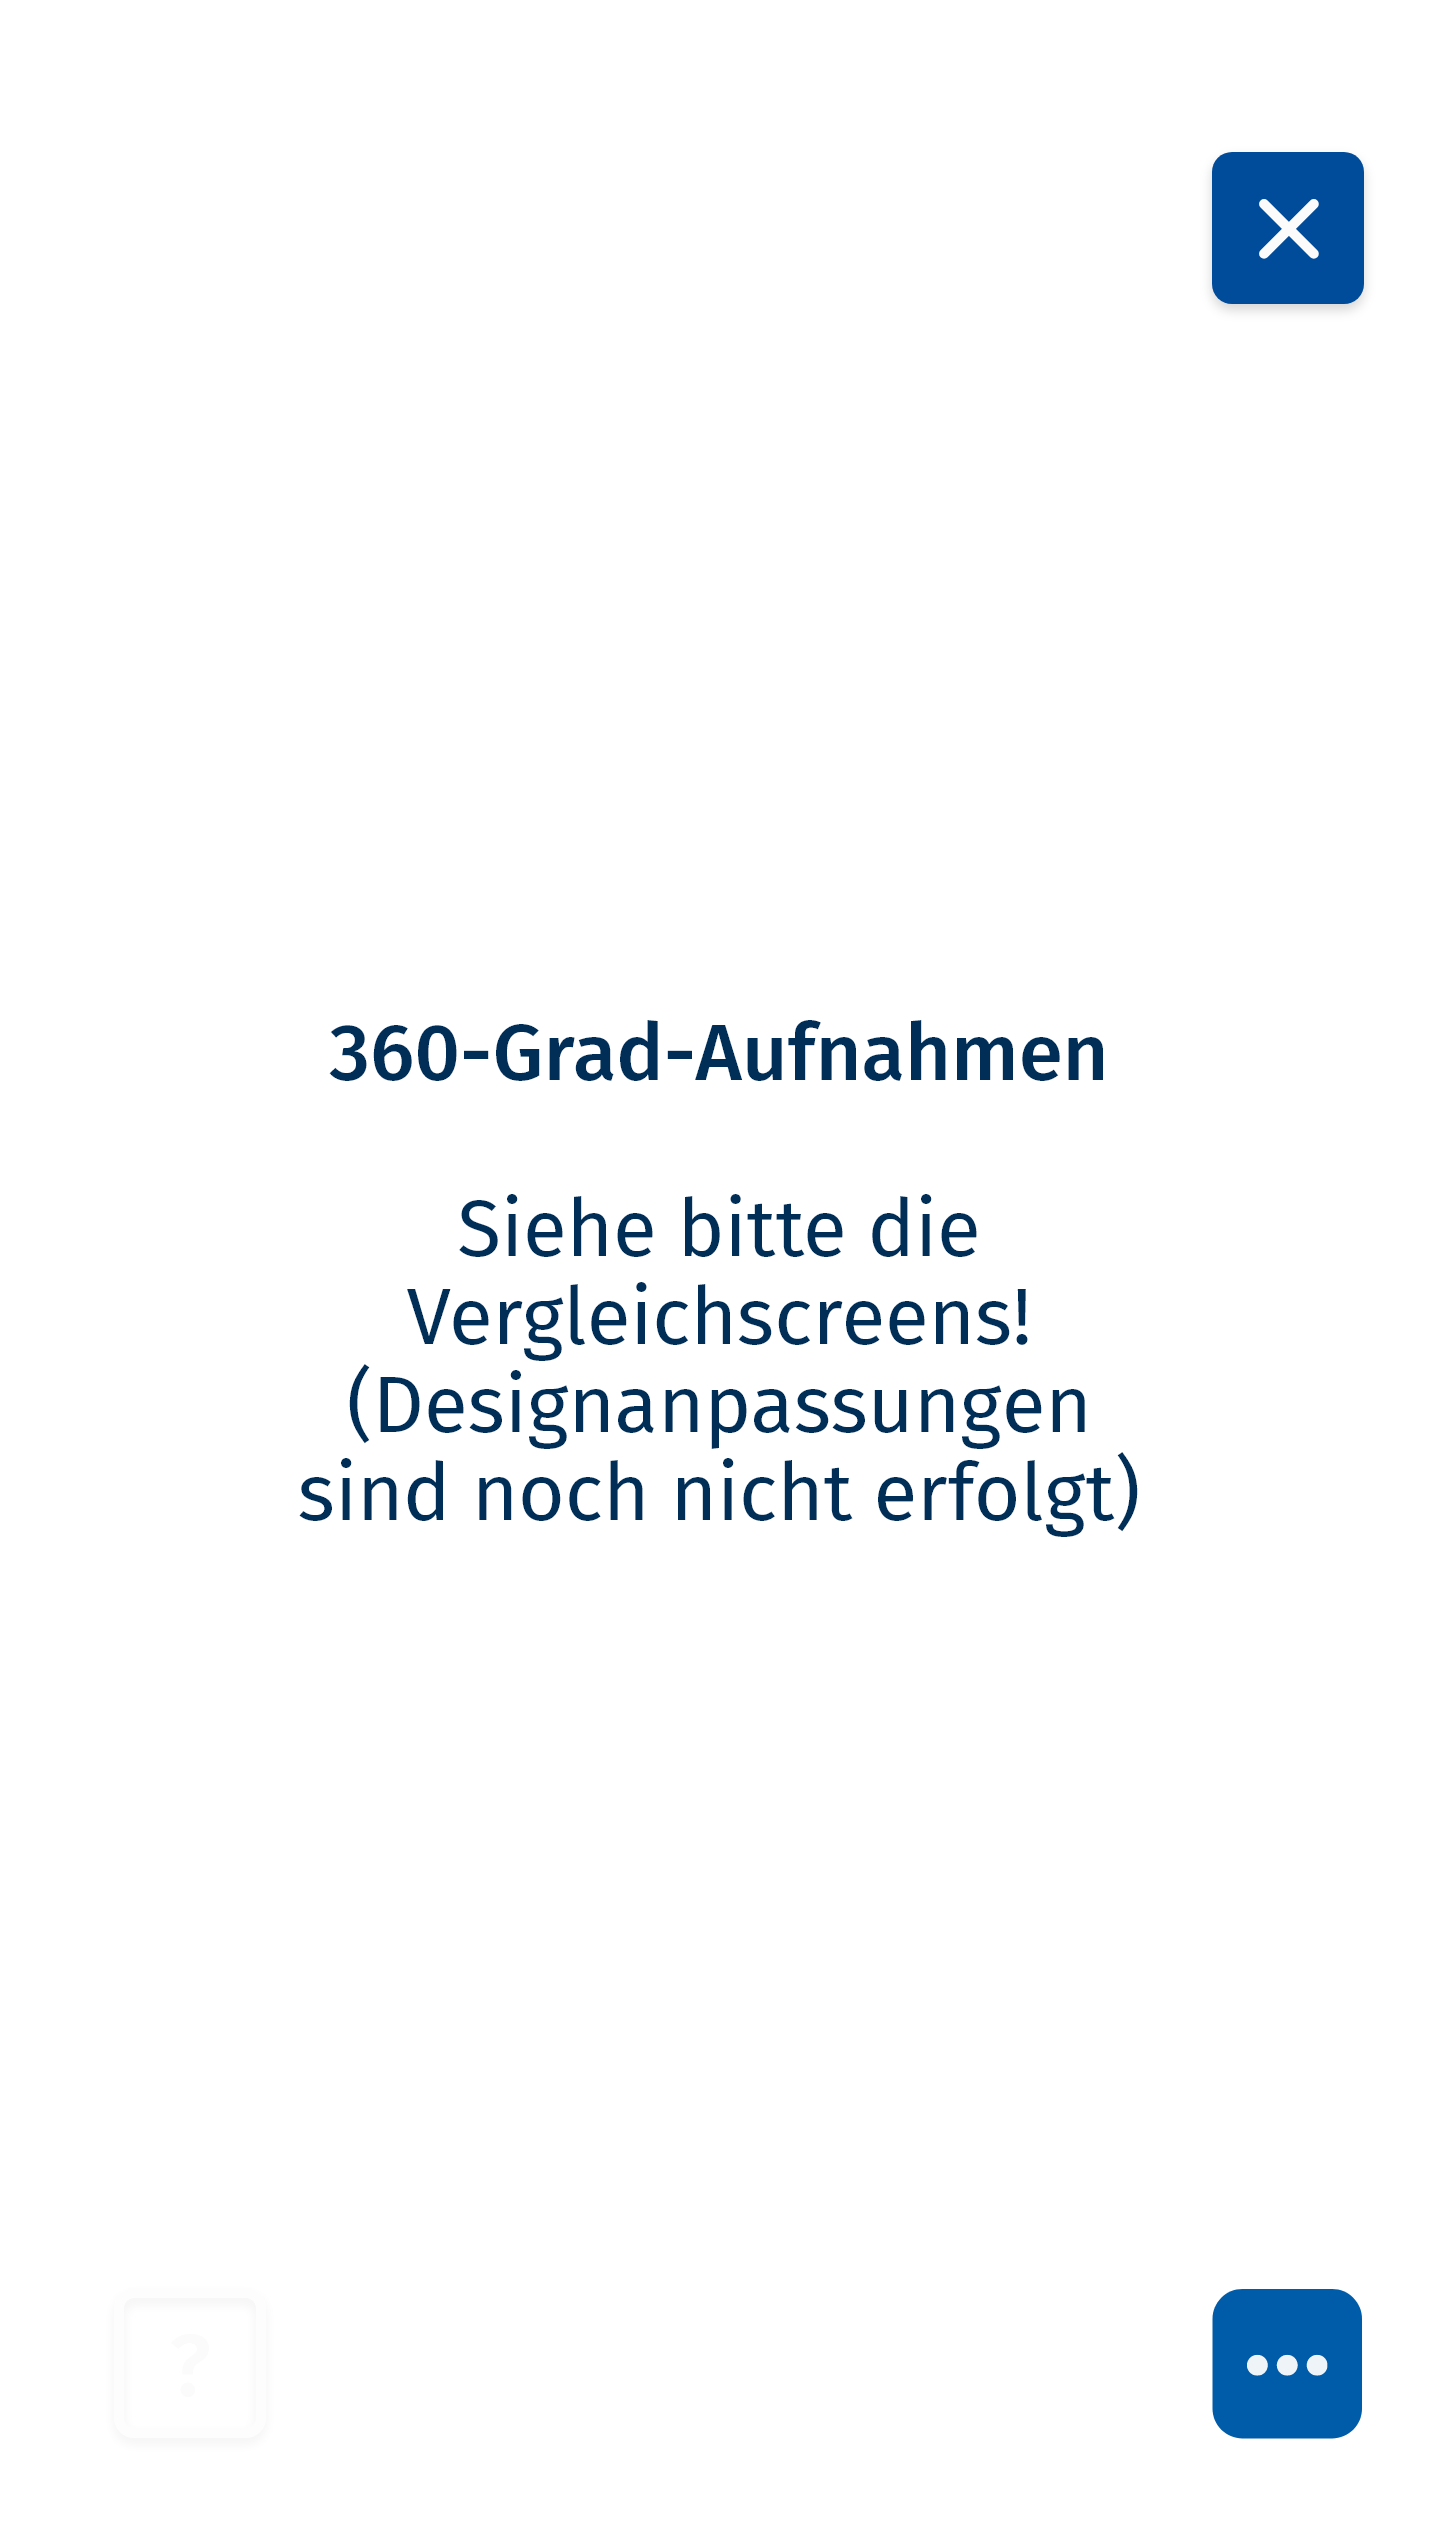 360-Grad-Aufnahmen
Siehe bitte die
Vergleichscreens!
(Designanpassungen
sind noch nicht erfolgt)
?